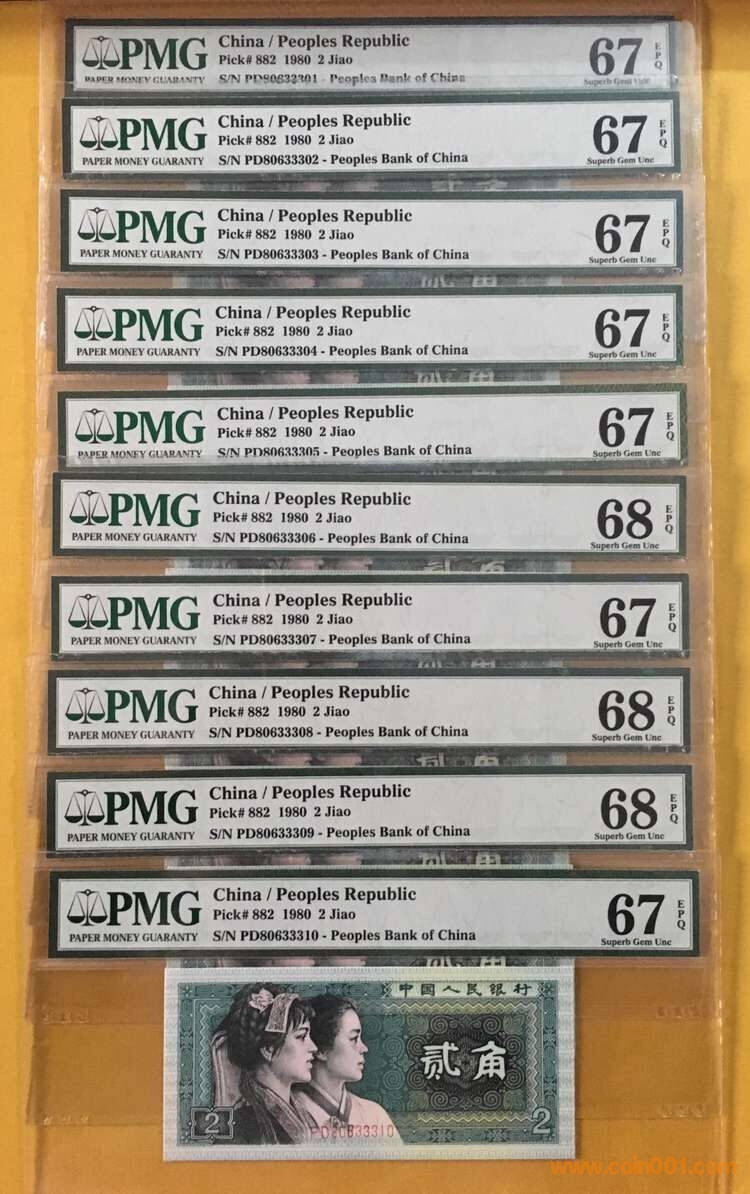 PMG
PAPER MONEY GUARANTY
China / Peoples Republic
Pick# 882 1980 2 Jiao
S/N PD80633301 - Peoples Bank of China
67
EPQ
Superb Gem Unc
PMG
PAPER MONEY GUARANTY
China / Peoples Republic
Pick# 882 1980 2 Jiao
S/N PD80633302 - Peoples Bank of China
67
EPQ
Superb Gem Unc
PMG
PAPER MONEY GUARANTY
China / Peoples Republic
Pick# 882 1980 2 Jiao
S/N PD80633303 - Peoples Bank of China
67
EPQ
Superb Gem Unc
PMG
PAPER MONEY GUARANTY
China / Peoples Republic
Pick# 882 1980 2 Jiao
S/N PD80633304 - Peoples Bank of China
67
EPQ
Superb Gem Unc
PMG
PAPER MONEY GUARANTY
China / Peoples Republic
Pick# 882 1980 2 Jiao
S/N PD80633305 - Peoples Bank of China
67
EPQ
Superb Gem Unc
PMG
PAPER MONEY GUARANTY
China / Peoples Republic
Pick# 882 1980 2 Jiao
S/N PD80633306 - Peoples Bank of China
68
EPQ
Superb Gem Unc
PMG
PAPER MONEY GUARANTY
China / Peoples Republic
Pick# 882 1980 2 Jiao
S/N PD80633307 - Peoples Bank of China
67
EPQ
Superb Gem Unc
PMG
PAPER MONEY GUARANTY
China / Peoples Republic
Pick# 882 1980 2 Jiao
S/N PD80633308 - Peoples Bank of China
68
EPQ
Superb Gem Unc
PMG
PAPER MONEY GUARANTY
China / Peoples Republic
Pick# 882 1980 2 Jiao
S/N PD80633309 - Peoples Bank of China
68
EPQ
Superb Gem Unc
PMG
PAPER MONEY GUARANTY
China / Peoples Republic
Pick# 882 1980 2 Jiao
S/N PD80633310 - Peoples Bank of China
67
EPQ
Superb Gem Unc
中国人民银行
贰角
2
PD80633310
2
www.coin001.com